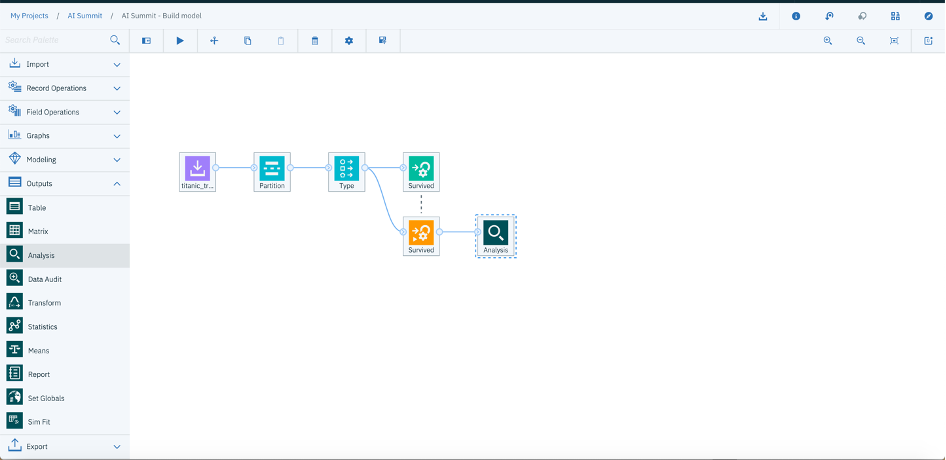 My Projects / AI Summit / AI Summit - Build model
Search Palette
Import
Record Operations
Field Operations
Graphs
Modeling
Outputs
Table
Matrix
Analysis
Data Audit
Transform
Statistics
Means
Report
Set Globals
Sim Fit
Export
titanic_tr...
Partition
Type
Survived
Survived
Analysis